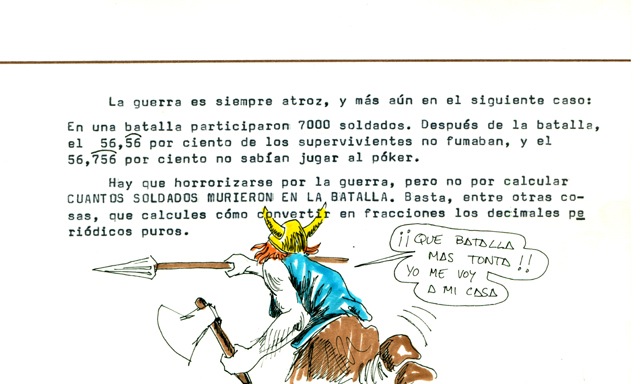 La guerra es siempre atroz, y más aún en el siguiente caso:
En una batalla participaron 7000 soldados. Después de la batalla,
el 56,56 por ciento de los supervivientes no fumaban, y el
56,756 por ciento no sabían jugar al póker.
Hay que horrorizarse por la guerra, pero no por calcular
CUANTOS SOLDADOS MURIERON EN LA BATALLA. Basta, entre otras co-
sas, que calcules cómo convertir en fracciones los decimales pe
riódicos puros.
¡¡QUE BATALLA
MAS TONTA!!
YO ME VOY
A MI CASA